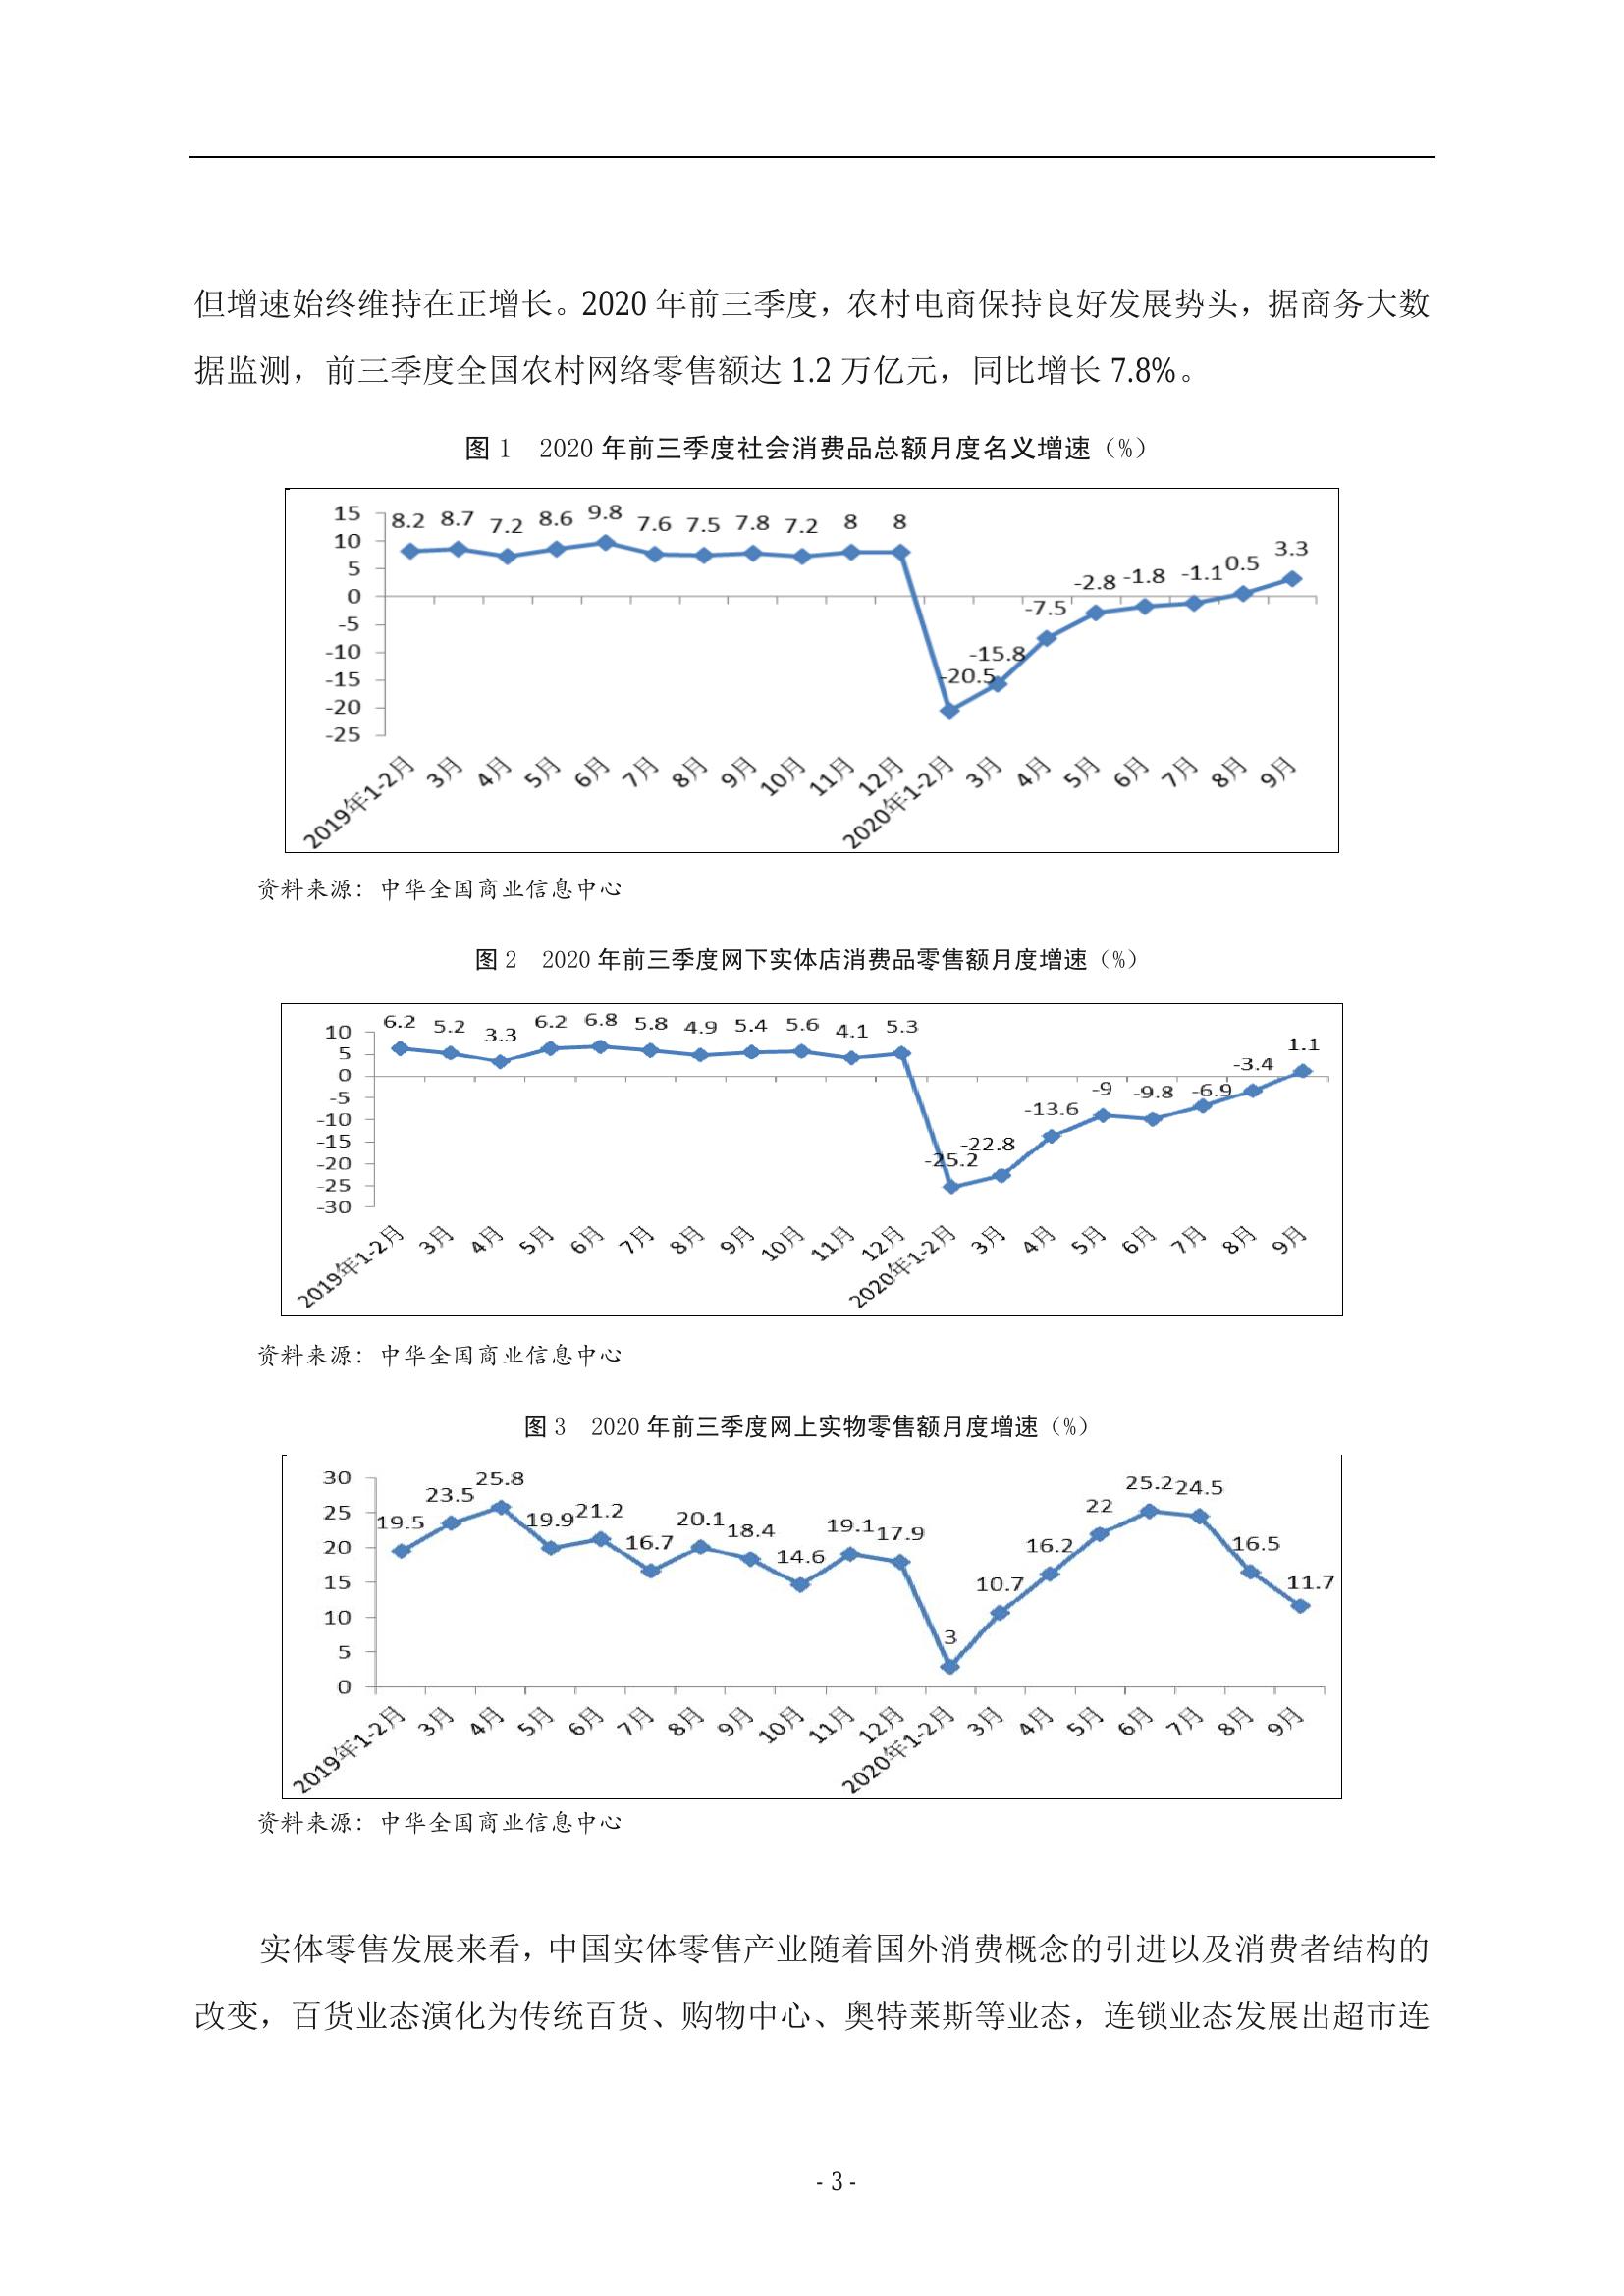 但增速始终维持在正增长。2020 年前三季度，农村电商保持良好发展势头，据商务大数
据监测，前三季度全国农村网络零售额达 1.2 万亿元，同比增长 7.8%。
图 1 2020 年前三季度社会消费品总额月度名义增速（%）
15
10
5
0
-5
-10
-15
-20
-25
8.2 8.7 7.2 8.6 9.8 7.6 7.5 7.8 7.2 8 8 -20.5 -15.8 -7.5 -2.8 -1.8 -1.1 0.5 3.3
2019年1-2月 3月 4月 5月 6月 7月 8月 9月 10月 11月 12月 2020年1-2月 3月 4月 5月 6月 7月 8月 9月
资料来源：中华全国商业信息中心
图 2 2020 年前三季度网下实体店消费品零售额月度增速（%）
10
5
0
-5
-10
-15
-20
-25
-30
6.2 5.2 3.3 6.2 6.8 5.8 4.9 5.4 5.6 4.1 5.3 -25.2 -22.8 -13.6 -9 -9.8 -6.9 -3.4 1.1
2019年1-2月 3月 4月 5月 6月 7月 8月 9月 10月 11月 12月 2020年1-2月 3月 4月 5月 6月 7月 8月 9月
资料来源：中华全国商业信息中心
图 3 2020 年前三季度网上实物零售额月度增速（%）
30
25
20
15
10
5
0
19.5 23.5 25.8 19.9 21.2 16.7 20.1 18.4 14.6 19.1 17.9 3 10.7 16.2 22 25.2 24.5 16.5 11.7
2019年1-2月 3月 4月 5月 6月 7月 8月 9月 10月 11月 12月 2020年1-2月 3月 4月 5月 6月 7月 8月 9月
资料来源：中华全国商业信息中心
实体零售发展来看，中国实体零售产业随着国外消费概念的引进以及消费者结构的
改变，百货业态演化为传统百货、购物中心、奥特莱斯等业态，连锁业态发展出超市连
- 3 -